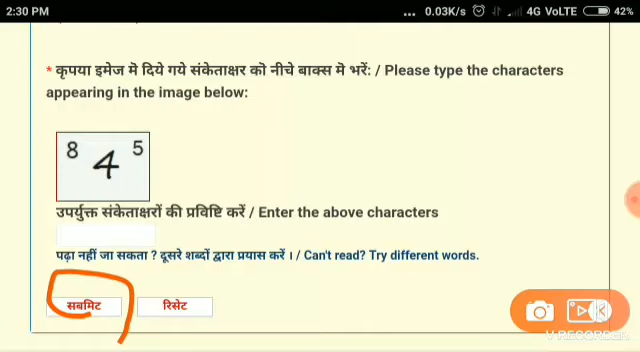 2:30 PM ... 0.03K/s 4G VoLTE 42%
* कृपया इमेज मे दिये गये संकेताक्षर को नीचे बाक्स मे भरें: / Please type the characters
appearing in the image below:
8 4 5
उपर्युक्त संकेताक्षरों की प्रविष्टि करें / Enter the above characters
पढ़ा नहीं जा सकता ? दूसरे शब्दों द्वारा प्रयास करें । / Can't read? Try different words.
सबमिट रिसेट